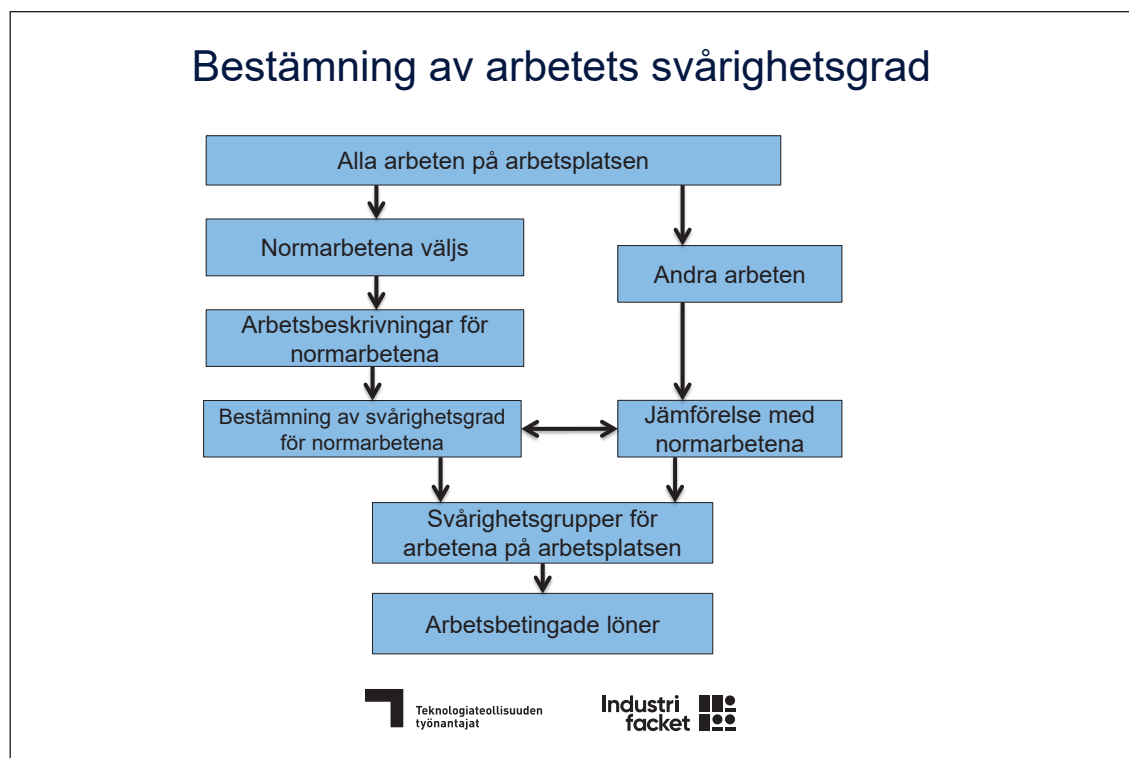 Bestämning av arbetets svårighetsgrad
Alla arbeten på arbetsplatsen
Normarbetena väljs
Andra arbeten
Arbetsbeskrivningar för
normarbetena
Bestämning av svårighetsgrad
för normarbetena
Jämförelse med
normarbetena
Svårighetsgrupper för
arbetena på arbetsplatsen
Arbetsbetingade löner
Teknologiateollisuuden
työnantajat
Industri
facket